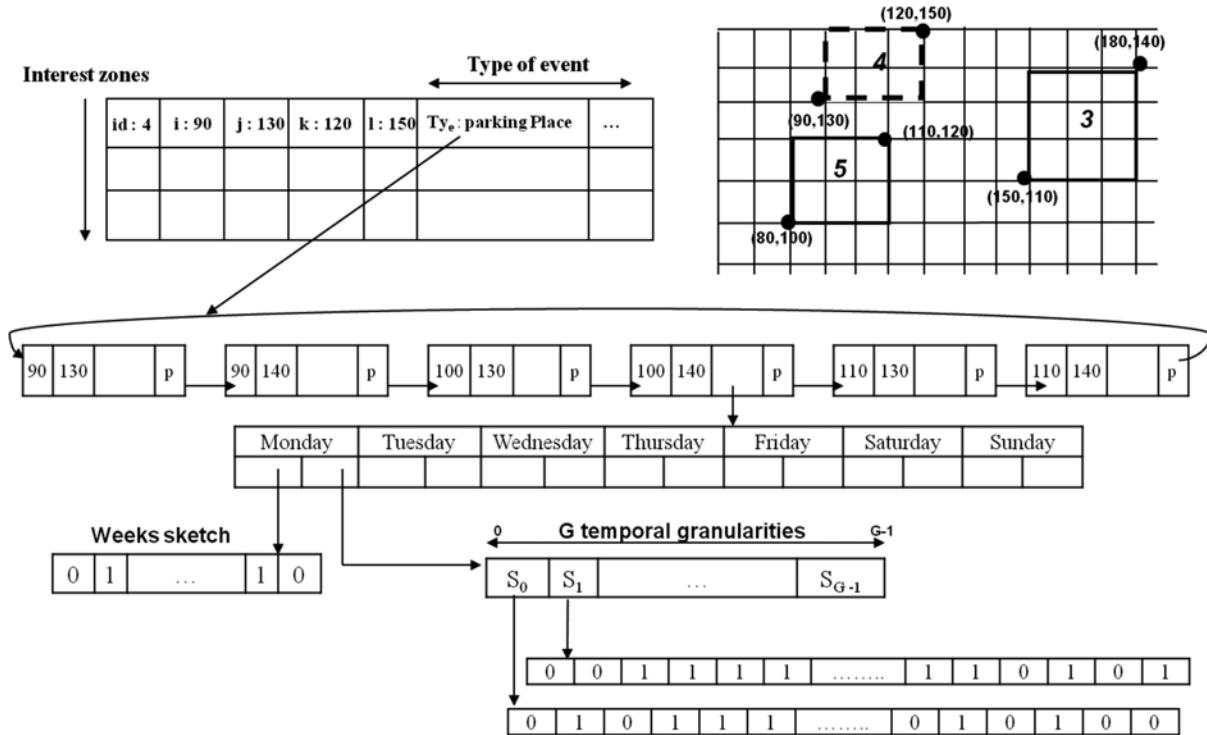 Interest zones
Type of event
id : 4 i : 90 j : 130 k : 120 l : 150 Ty_e : parking Place ...
(120,150)
(180,140)
4
3
(90,130)
(110,120)
5
(150,110)
(80,100)
90 130 p
90 140 p
100 130 p
100 140 p
110 130 p
110 140 p
Monday Tuesday Wednesday Thursday Friday Saturday Sunday
Weeks sketch
0 1 ... 1 0
0 G temporal granularities G-1
S_0 S_1 ... S_G-1
0 0 1 1 1 1 ........ 1 1 0 1 0 1
0 1 0 1 1 1 ........ 0 1 0 1 0 0